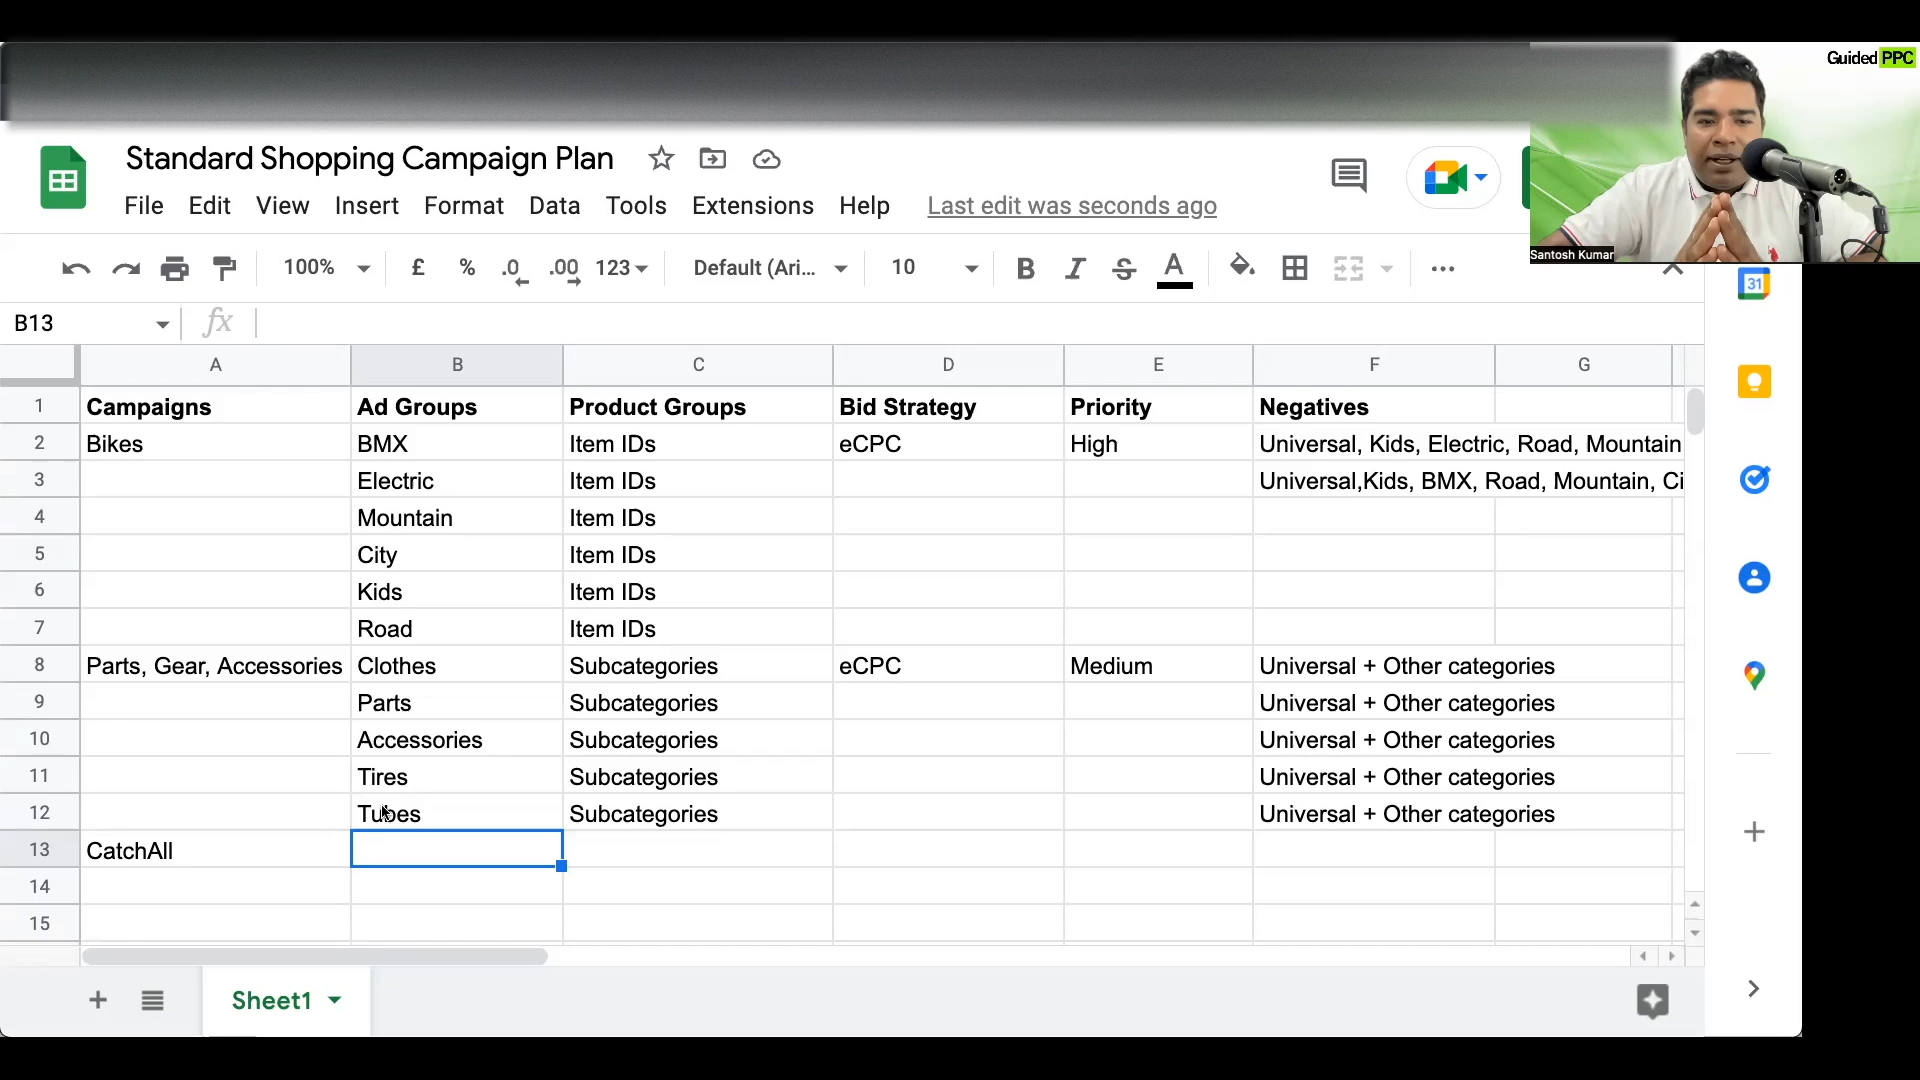 Guided PPC
Santosh Kumar
Standard Shopping Campaign Plan
File Edit View Insert Format Data Tools Extensions Help Last edit was seconds ago
100% £ % .0 .00 123 Default (Ari... 10 B I S A
31
B13 fx
A B C D E F G
1 Campaigns Ad Groups Product Groups Bid Strategy Priority Negatives
2 Bikes BMX Item IDs eCPC High Universal, Kids, Electric, Road, Mountain
3 Electric Item IDs Universal,Kids, BMX, Road, Mountain, Ci
4 Mountain Item IDs
5 City Item IDs
6 Kids Item IDs
7 Road Item IDs
8 Parts, Gear, Accessories Clothes Subcategories eCPC Medium Universal + Other categories
9 Parts Subcategories Universal + Other categories
10 Accessories Subcategories Universal + Other categories
11 Tires Subcategories Universal + Other categories
12 Tubes Subcategories Universal + Other categories
13 CatchAll
14
15
Sheet1